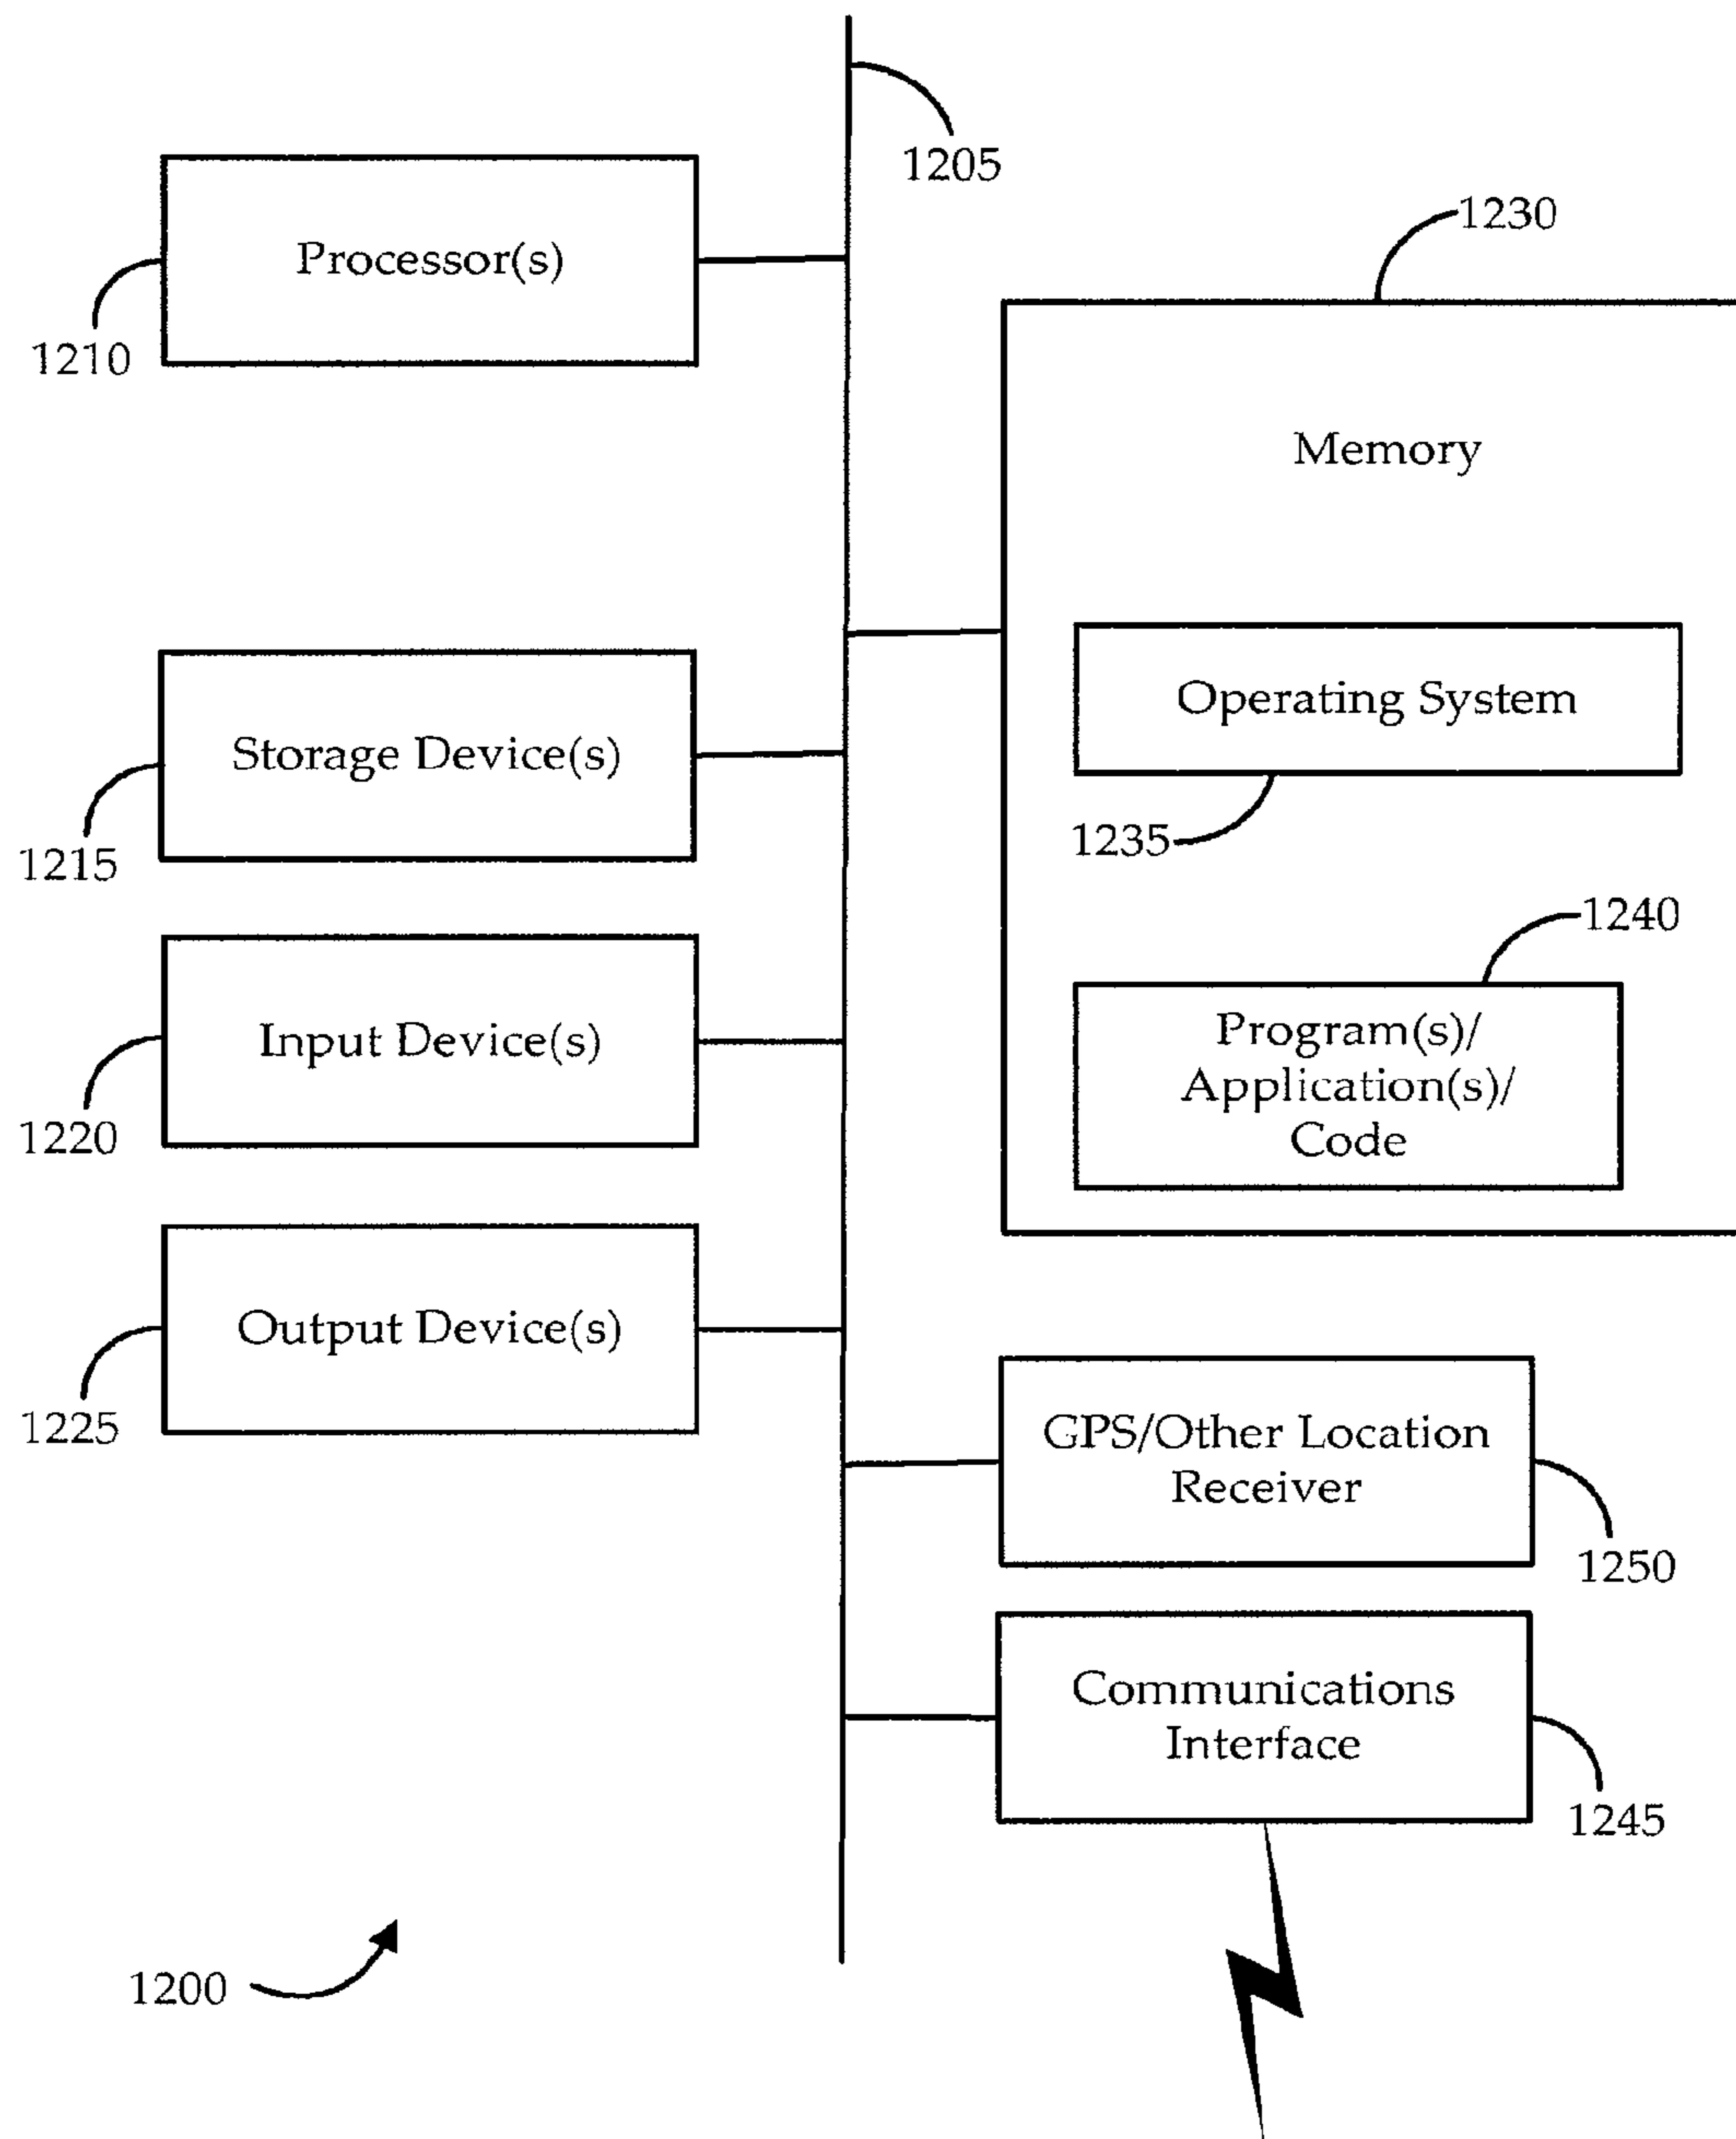 1205
Processor(s)
1210
1230
Memory
Operating System
1235
Storage Device(s)
1215
1240
Program(s)/
Application(s)/
Code
Input Device(s)
1220
Output Device(s)
1225
GPS/Other Location
Receiver
1250
Communications
Interface
1245
1200